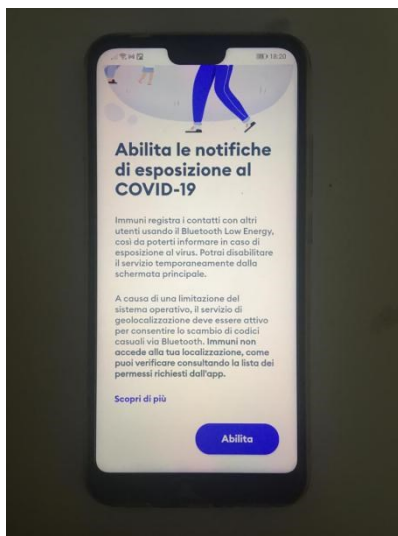 18:20
Abilita le notifiche
di esposizione al
COVID-19
Immuni registra i contatti con altri
utenti usando il Bluetooth Low Energy,
così da poterti informare in caso di
esposizione al virus. Potrai disabilitare
il servizio temporaneamente dalla
schermata principale.
A causa di una limitazione del
sistema operativo, il servizio di
geolocalizzazione deve essere attivo
per consentire lo scambio di codici
casuali via Bluetooth. Immuni non
accede alla tua localizzazione, come
puoi verificare consultando la lista dei
permessi richiesti dall'app.
Scopri di più
Abilita